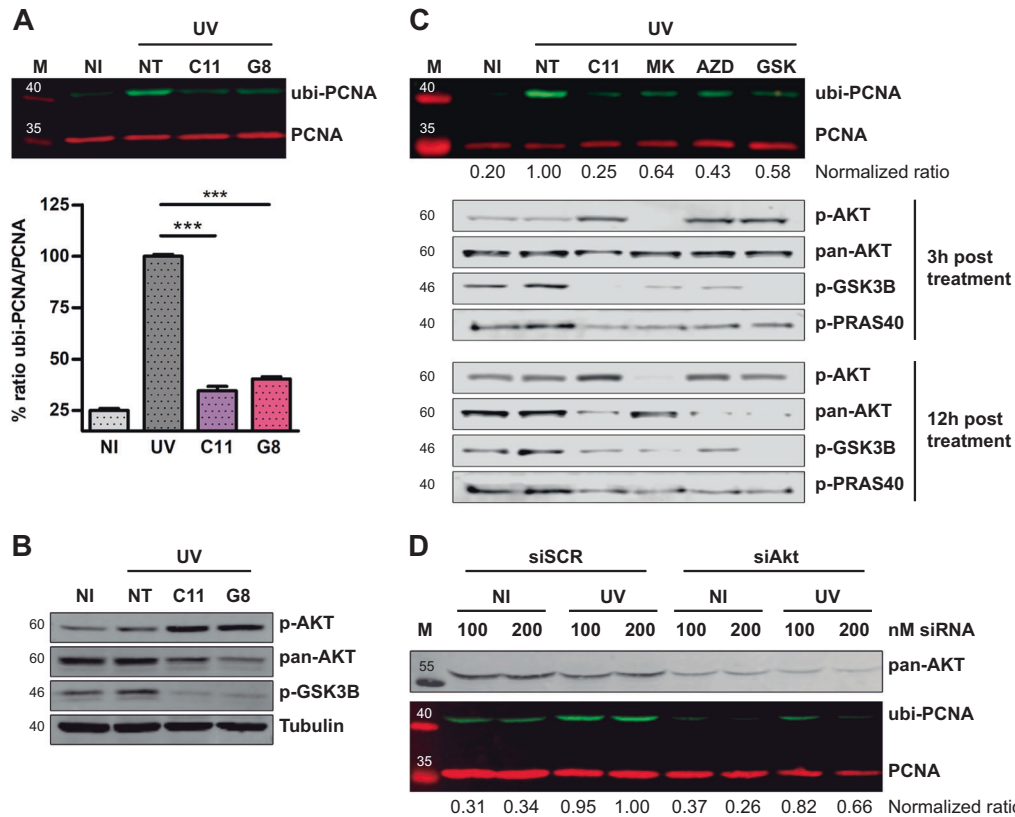 A
UV
M NI NT C11 G8
40 ubi-PCNA
35 PCNA
% ratio ubi-PCNA/PCNA
125
100
75
50
25
***
***
NI UV C11 G8
B
UV
NI NT C11 G8
60 p-AKT
60 pan-AKT
46 p-GSK3B
40 Tubulin
C
UV
M NI NT C11 MK AZD GSK
40 ubi-PCNA
35 PCNA
0.20 1.00 0.25 0.64 0.43 0.58 Normalized ratio
60 p-AKT
60 pan-AKT
46 p-GSK3B
40 p-PRAS40
3h post
treatment
60 p-AKT
60 pan-AKT
46 p-GSK3B
40 p-PRAS40
12h post
treatment
D
siSCR siAkt
NI UV NI UV
M 100 200 100 200 100 200 100 200 nM siRNA
55 pan-AKT
40 ubi-PCNA
35 PCNA
0.31 0.34 0.95 1.00 0.37 0.26 0.82 0.66 Normalized ratio